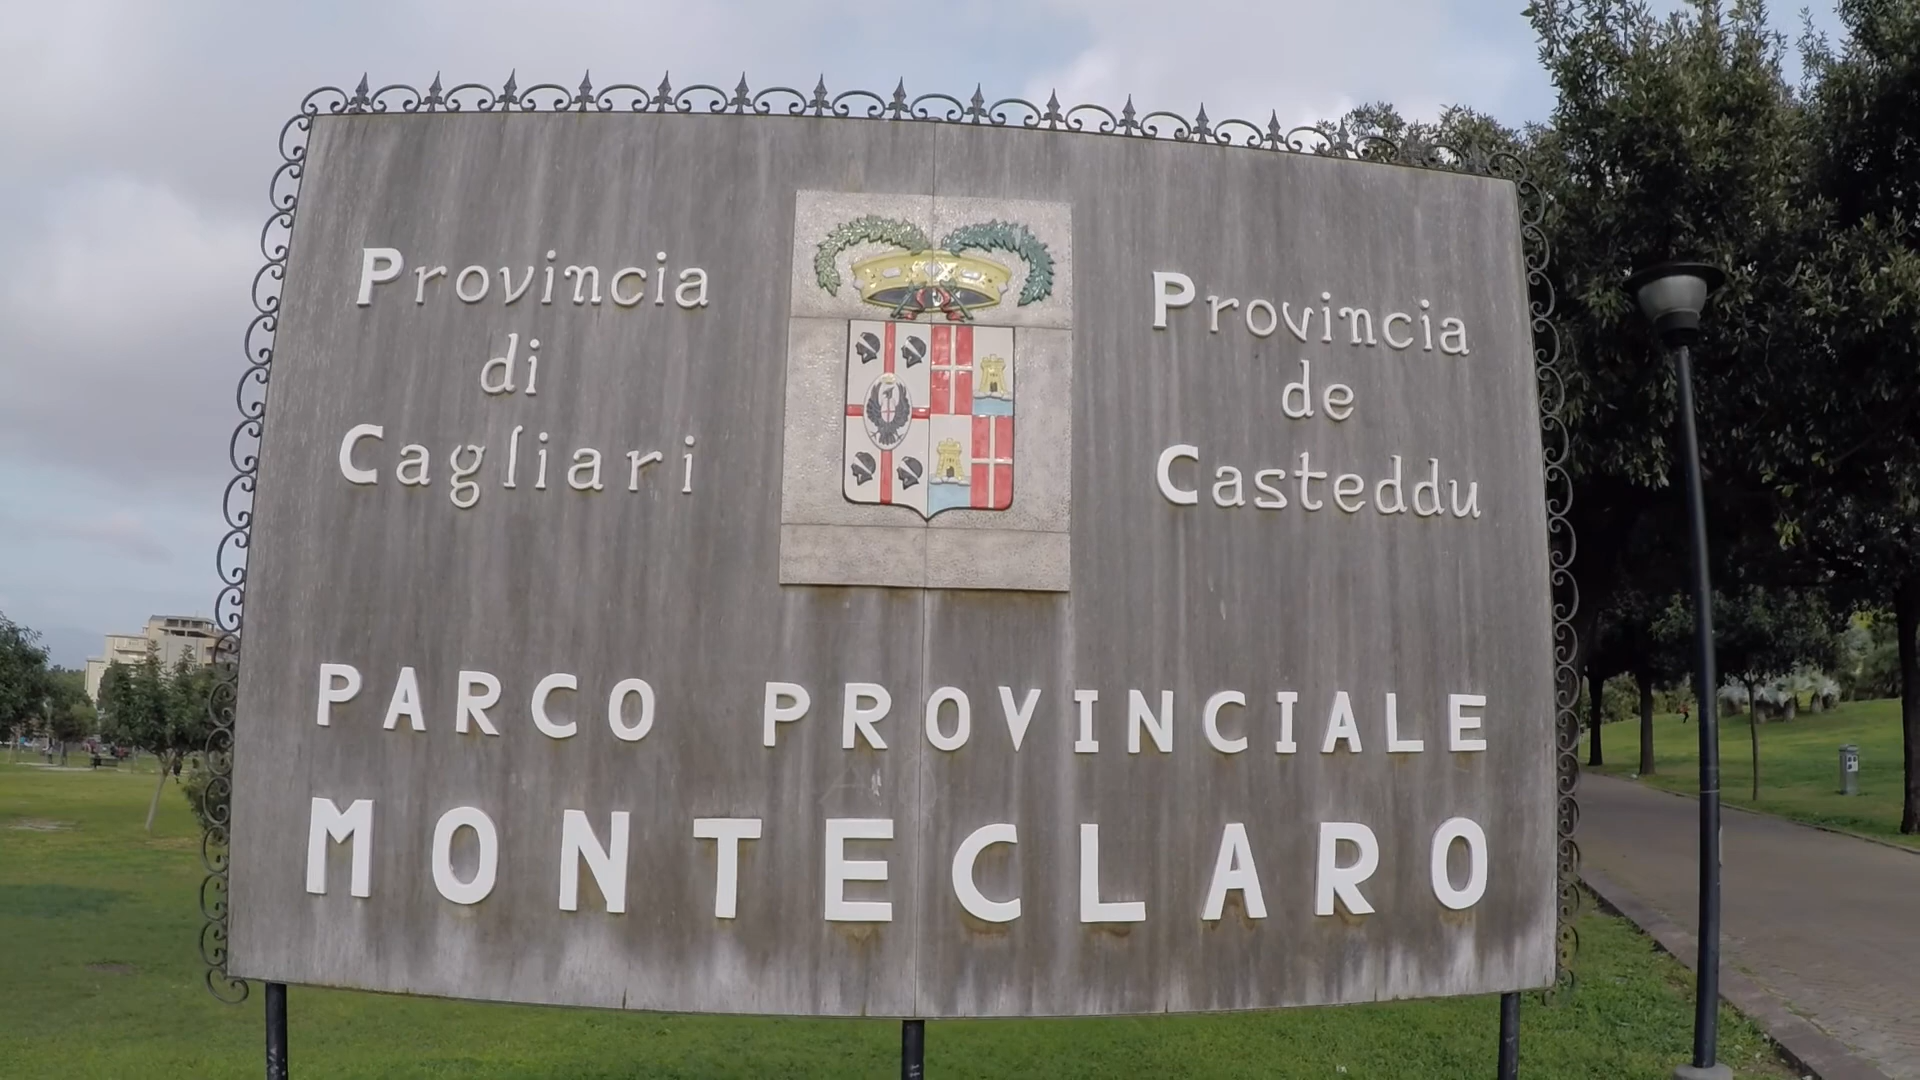 Provincia
di
Cagliari
Provincia
de
Casteddu
PARCO PROVINCIALE
MONTECLARO